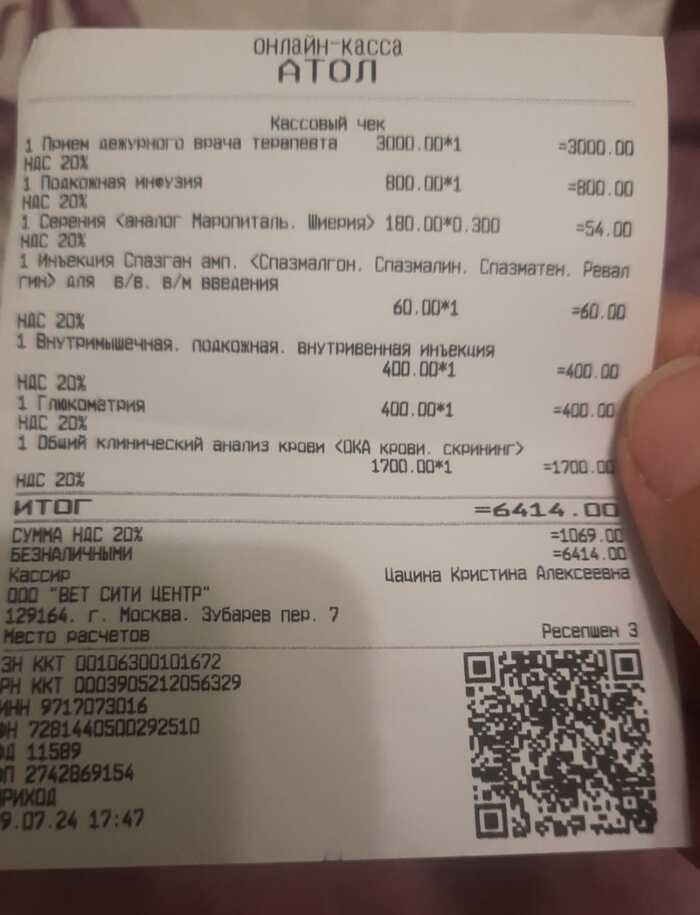 ОНЛАЙН-КАССА
АТОЛ
Кассовый чек
1 Прием дежурного врача терапевта 3000.00*1 =3000.00
НДС 20%
1 Подкожная инфузия 800.00*1 =800.00
НДС 20%
1 Серения <аналог Маропиталь. Шиерия> 180.00*0.300 =54.00
НДС 20%
1 Инъекция Спазган амп. <Спазмалгон. Спазмалин. Спазматен. Ревал
гин> для в/в. в/м введения
60.00*1 =60.00
НДС 20%
1 Внутримышечная. подкожная. внутривенная инъекция
400.00*1 =400.00
НДС 20%
1 Глюкометрия 400.00*1 =400.00
НДС 20%
1 Общий клинический анализ крови <ОКА крови. скрининг>
1700.00*1 =1700.00
НДС 20%
ИТОГ =6414.00
СУММА НДС 20% =1069.00
БЕЗНАЛИЧНЫМИ =6414.00
Кассир Цацина Кристина Алексеевна
ООО "ВЕТ СИТИ ЦЕНТР"
129164. г. Москва. Зубарев пер. 7
Место расчетов Ресепшен 3
ЗН ККТ 00106300101672
РН ККТ 0003905212056329
ИНН 9717073016
ФН 7281440500292510
ФД 11589
ФП 2742869154
ПРИХОД
9.07.24 17:47